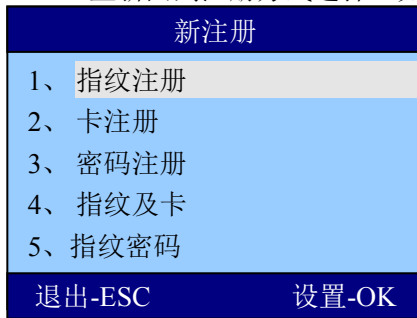 新注册
1、 指纹注册
2、 卡注册
3、 密码注册
4、 指纹及卡
5、指纹密码
退出-ESC 设置-OK